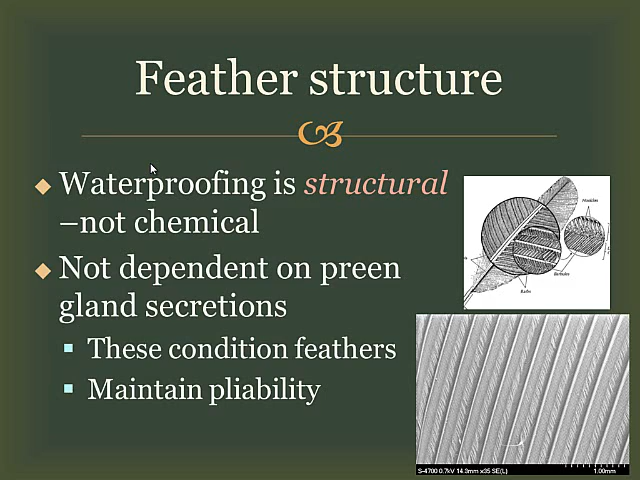 Feather structure
Waterproofing is structural
–not chemical
Not dependent on preen
gland secretions
These condition feathers
Maintain pliability
Barbules
Barbs
S-4700 0.7kV 14.3mm x35 SE(L)
1.00mm